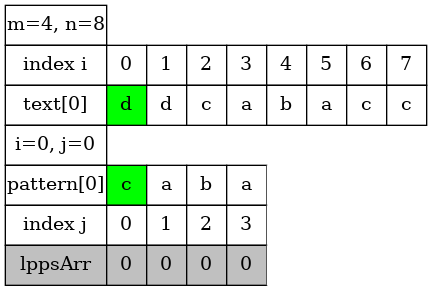 m=4, n=8
index i 0 1 2 3 4 5 6 7
text[0] d d c a b a c c
i=0, j=0
pattern[0] c a b a
index j 0 1 2 3
lppsArr 0 0 0 0